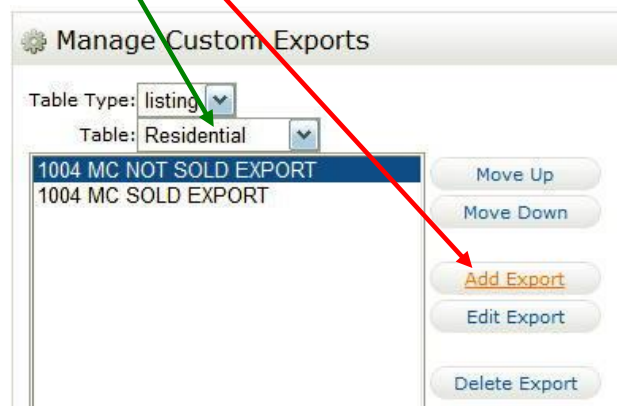 Manage Custom Exports
Table Type: listing
Table: Residential
1004 MC NOT SOLD EXPORT
1004 MC SOLD EXPORT
Move Up
Move Down
Add Export
Edit Export
Delete Export